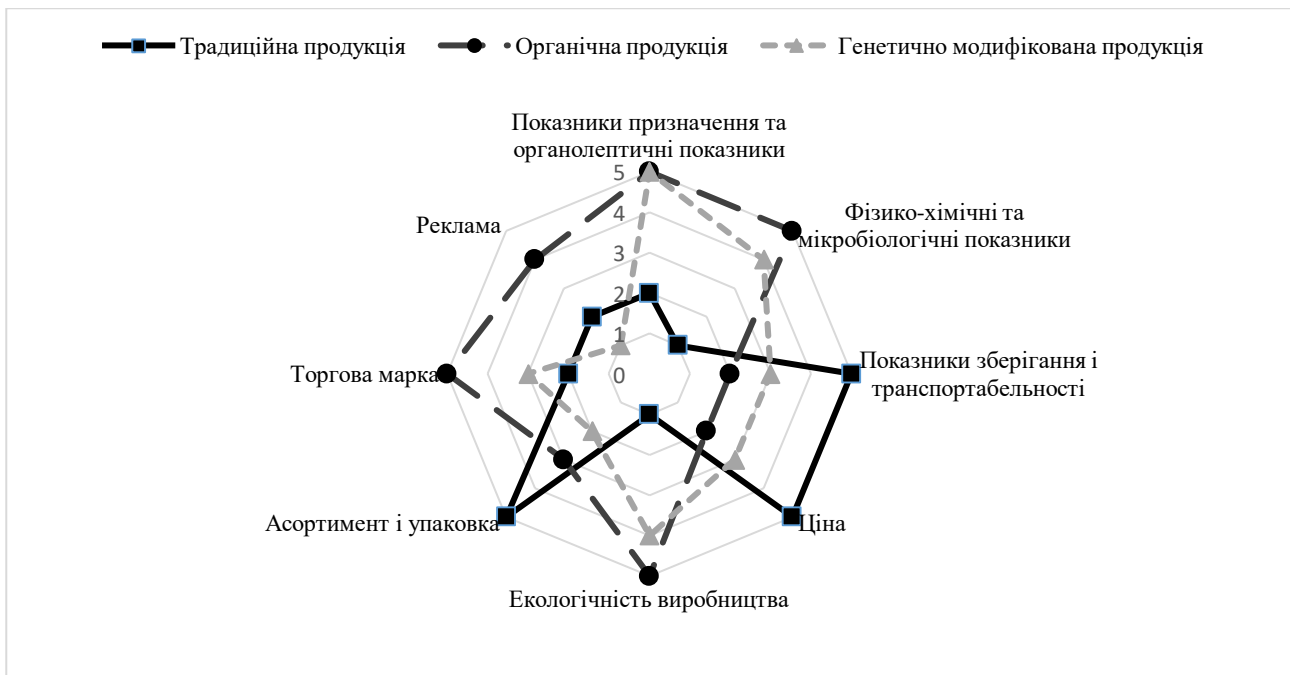 Традиційна продукція
Органічна продукція
Генетично модифікована продукція
Показники призначення та
органолептичні показники
Фізико-хімічні та
мікробіологічні показники
Показники зберігання і
транспортабельності
Ціна
Екологічність виробництва
Асортимент і упаковка
Торгова марка
Реклама
5
4
3
2
1
0